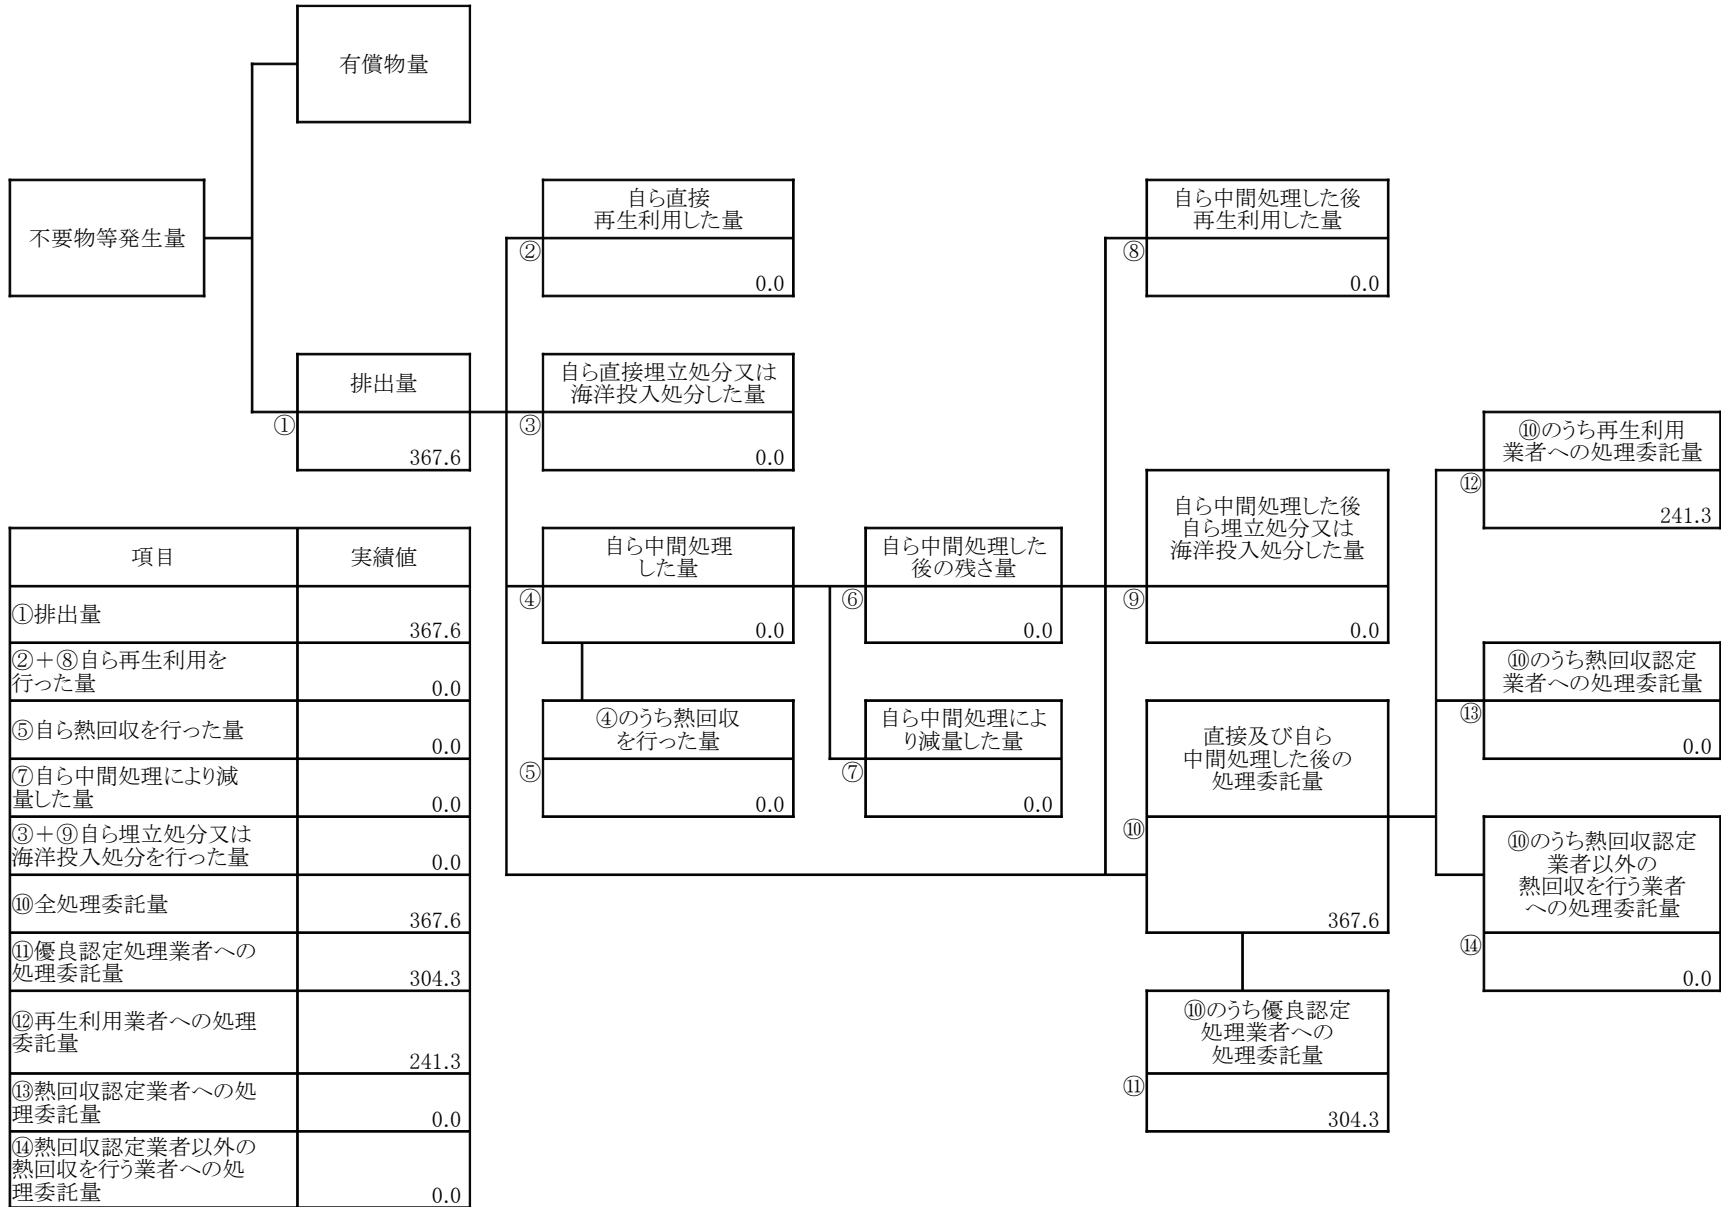 有償物量
不要物等発生量
自ら直接
再生利用した量
②
0.0
自ら中間処理した後
再生利用した量
⑧
0.0
排出量
①
367.6
自ら直接埋立処分又は
海洋投入処分した量
③
0.0
⑩のうち再生利用
業者への処理委託量
⑫
241.3
自ら中間処理
した量
④
0.0
自ら中間処理した
後の残さ量
⑥
0.0
自ら中間処理した後
自ら埋立処分又は
海洋投入処分した量
⑨
0.0
⑩のうち熱回収認定
業者への処理委託量
⑬
0.0
④のうち熱回収
を行った量
⑤
0.0
自ら中間処理によ
り減量した量
⑦
0.0
直接及び自ら
中間処理した後の
処理委託量
⑩
367.6
⑩のうち熱回収認定
業者以外の
熱回収を行う業者
への処理委託量
⑭
0.0
⑩のうち優良認定
処理業者への
処理委託量
⑪
304.3
項目 実績値
①排出量
367.6
②＋⑧自ら再生利用を
行った量 0.0
⑤自ら熱回収を行った量
0.0
⑦自ら中間処理により減
量した量 0.0
③＋⑨自ら埋立処分又は
海洋投入処分を行った量 0.0
⑩全処理委託量
367.6
⑪優良認定処理業者への
処理委託量 304.3
⑫再生利用業者への処理
委託量
241.3
⑬熱回収認定業者への処
理委託量 0.0
⑭熱回収認定業者以外の
熱回収を行う業者への処
理委託量 0.0